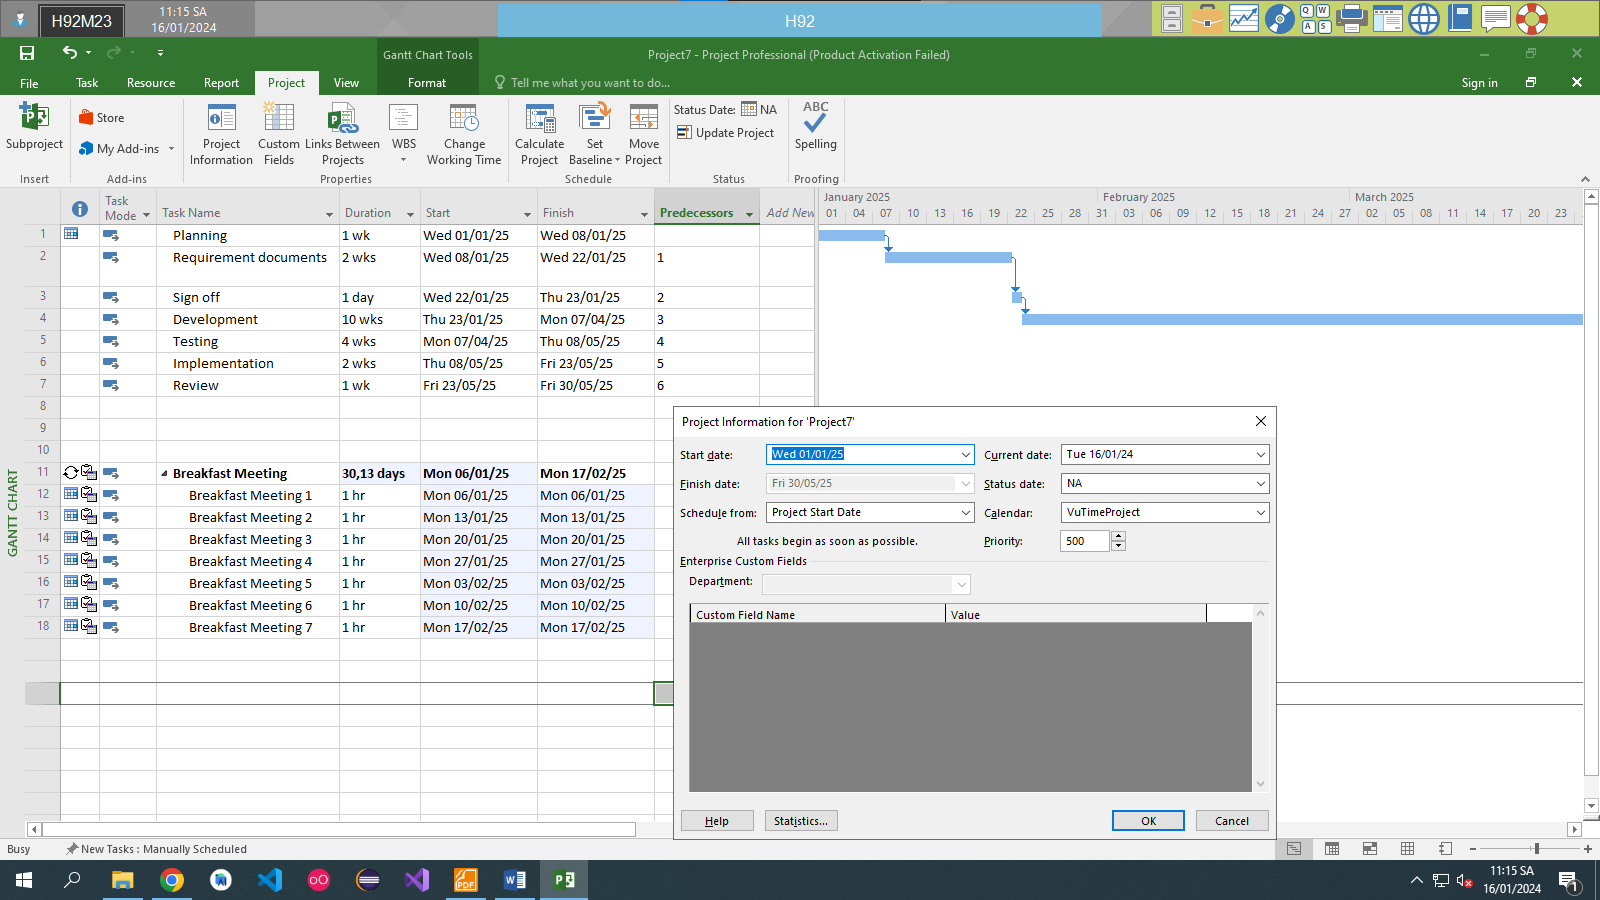 H92M23
11:15 SA
16/01/2024
H92
Q W
A S
Gantt Chart Tools
Project7 - Project Professional (Product Activation Failed)
File Task Resource Report Project View Format Tell me what you want to do... Sign in
Subproject
Store
My Add-ins
Project Information
Custom Fields
Links Between Projects
WBS
Change Working Time
Calculate Project
Set Baseline
Move Project
Status Date: NA
Update Project
ABC
Spelling
Insert Add-ins Properties Schedule Status Proofing
Task Mode Task Name Duration Start Finish Predecessors Add New
January 2025 February 2025 March 2025
01 04 07 10 13 16 19 22 25 28 31 03 06 09 12 15 18 21 24 27 02 05 08 11 14 17 20 23
1 Planning 1 wk Wed 01/01/25 Wed 08/01/25
2 Requirement documents 2 wks Wed 08/01/25 Wed 22/01/25 1
3 Sign off 1 day Wed 22/01/25 Thu 23/01/25 2
4 Development 10 wks Thu 23/01/25 Mon 07/04/25 3
5 Testing 4 wks Mon 07/04/25 Thu 08/05/25 4
6 Implementation 2 wks Thu 08/05/25 Fri 23/05/25 5
7 Review 1 wk Fri 23/05/25 Fri 30/05/25 6
8
9
10
11 Breakfast Meeting 30,13 days Mon 06/01/25 Mon 17/02/25
12 Breakfast Meeting 1 1 hr Mon 06/01/25 Mon 06/01/25
13 Breakfast Meeting 2 1 hr Mon 13/01/25 Mon 13/01/25
14 Breakfast Meeting 3 1 hr Mon 20/01/25 Mon 20/01/25
15 Breakfast Meeting 4 1 hr Mon 27/01/25 Mon 27/01/25
16 Breakfast Meeting 5 1 hr Mon 03/02/25 Mon 03/02/25
17 Breakfast Meeting 6 1 hr Mon 10/02/25 Mon 10/02/25
18 Breakfast Meeting 7 1 hr Mon 17/02/25 Mon 17/02/25
GANTT CHART
Project Information for 'Project7'
Start date: Wed 01/01/25 Current date: Tue 16/01/24
Finish date: Fri 30/05/25 Status date: NA
Schedule from: Project Start Date Calendar: VuTimeProject
All tasks begin as soon as possible. Priority: 500
Enterprise Custom Fields
Department:
Custom Field Name Value
Help Statistics... OK Cancel
Busy New Tasks : Manually Scheduled
PDF
11:15 SA
16/01/2024
1